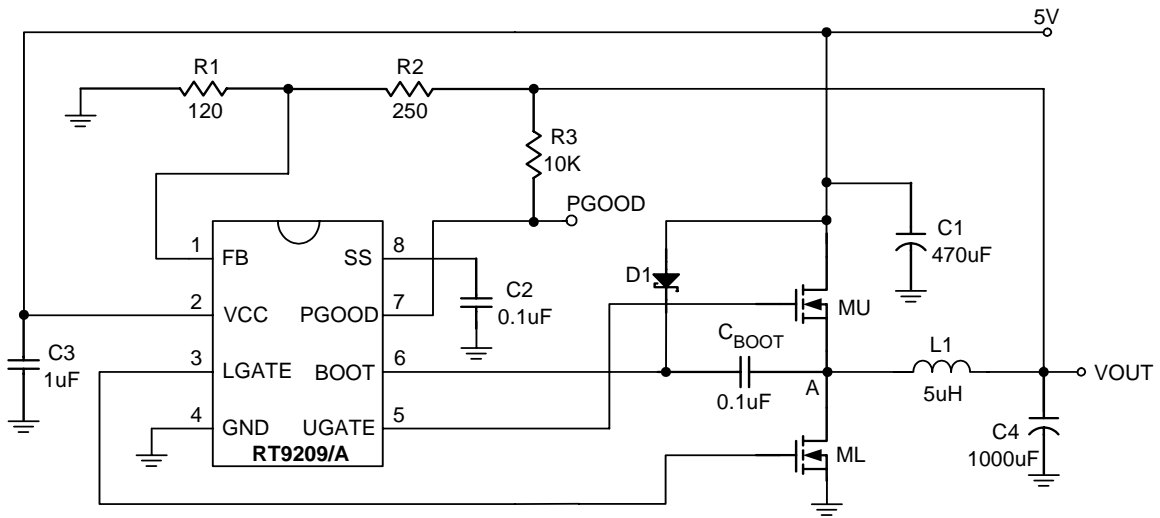 5V
R1
120
R2
250
R3
10K
PGOOD
C1
470uF
D1
1
FB
SS
8
C2
0.1uF
2
VCC
PGOOD
7
MU
C3
1uF
3
LGATE
BOOT
6
CBOOT
0.1uF
A
L1
5uH
VOUT
4
GND
UGATE
5
RT9209/A
ML
C4
1000uF